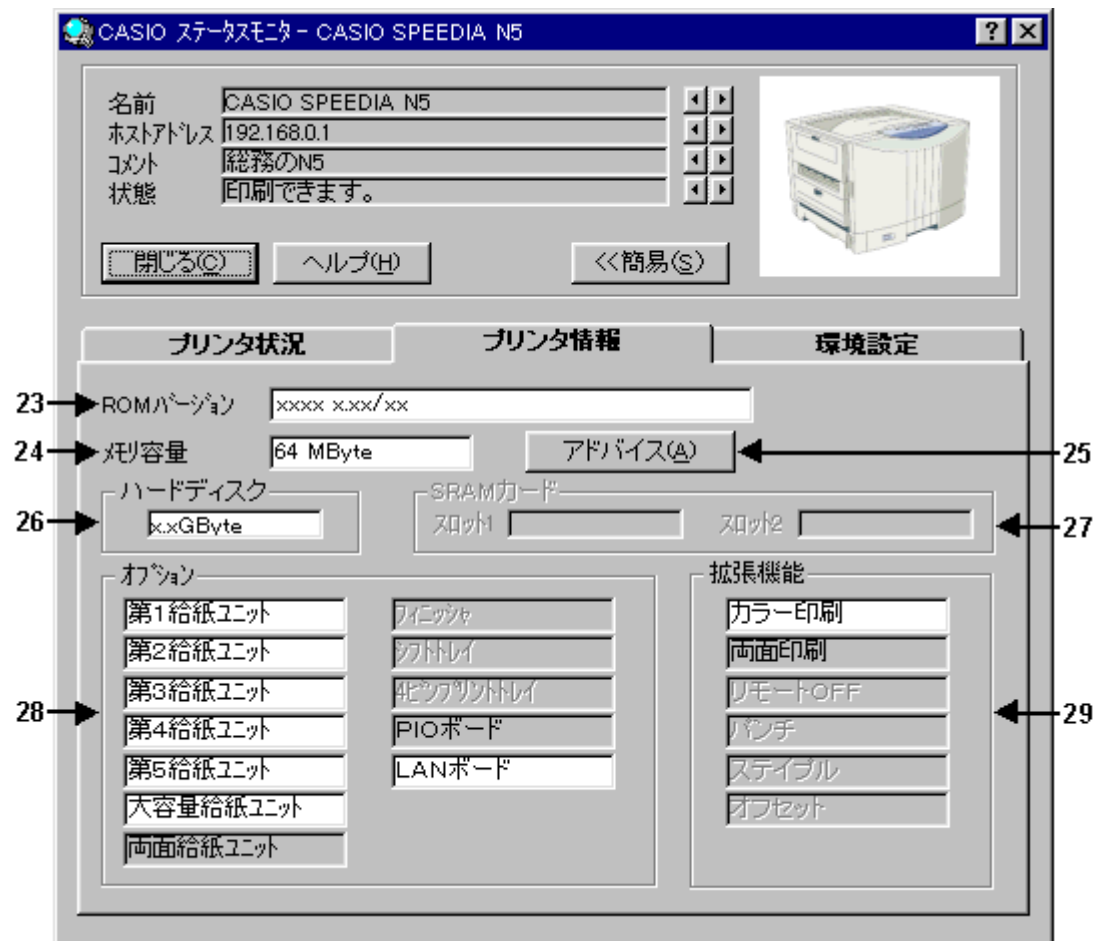 CASIO ステータスモニタ - CASIO SPEEDIA N5
名前 CASIO SPEEDIA N5
ホストアドレス 192.168.0.1
コメント 総務のN5
状態 印刷できます。
閉じる(C) ヘルプ(H) <<簡易(S)
プリンタ状況 プリンタ情報 環境設定
23 ROMバージョン xxxx x.xx/xx
24 メモリ容量 64 MByte アドバイス(A) 25
ハードディスク SRAMカード
26 x.xGByte スロット1 スロット2 27
オプション 拡張機能
第1給紙ユニット フィニッシャ カラー印刷
第2給紙ユニット シフトトレイ 両面印刷
第3給紙ユニット 4ビンプリントトレイ リモートOFF
28 第4給紙ユニット PIOボード パンチ 29
第5給紙ユニット LANボード ステイプル
大容量給紙ユニット オフセット
両面給紙ユニット